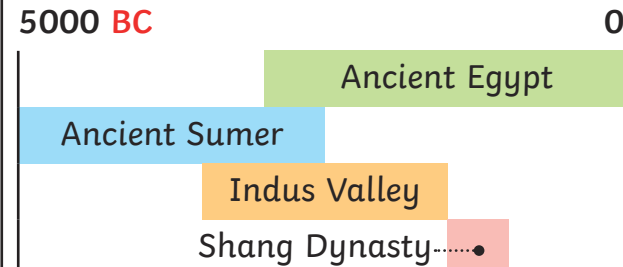 5000 BC 0
Ancient Egypt
Ancient Sumer
Indus Valley
Shang Dynasty